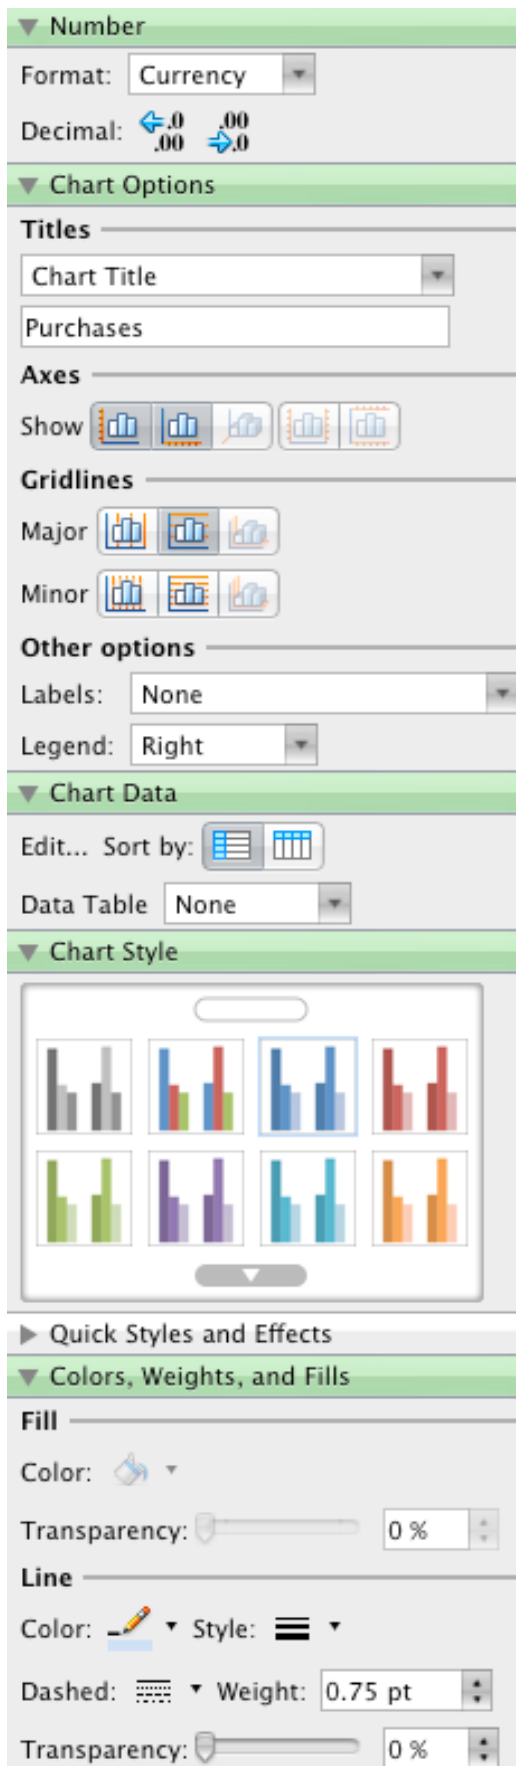 Number
Format: Currency
Decimal: .0 .00 .00 .0
Chart Options
Titles
Chart Title
Purchases
Axes
Show
Gridlines
Major
Minor
Other options
Labels: None
Legend: Right
Chart Data
Edit... Sort by:
Data Table None
Chart Style
Quick Styles and Effects
Colors, Weights, and Fills
Fill
Color:
Transparency: 0 %
Line
Color: Style:
Dashed: Weight: 0.75 pt
Transparency: 0 %